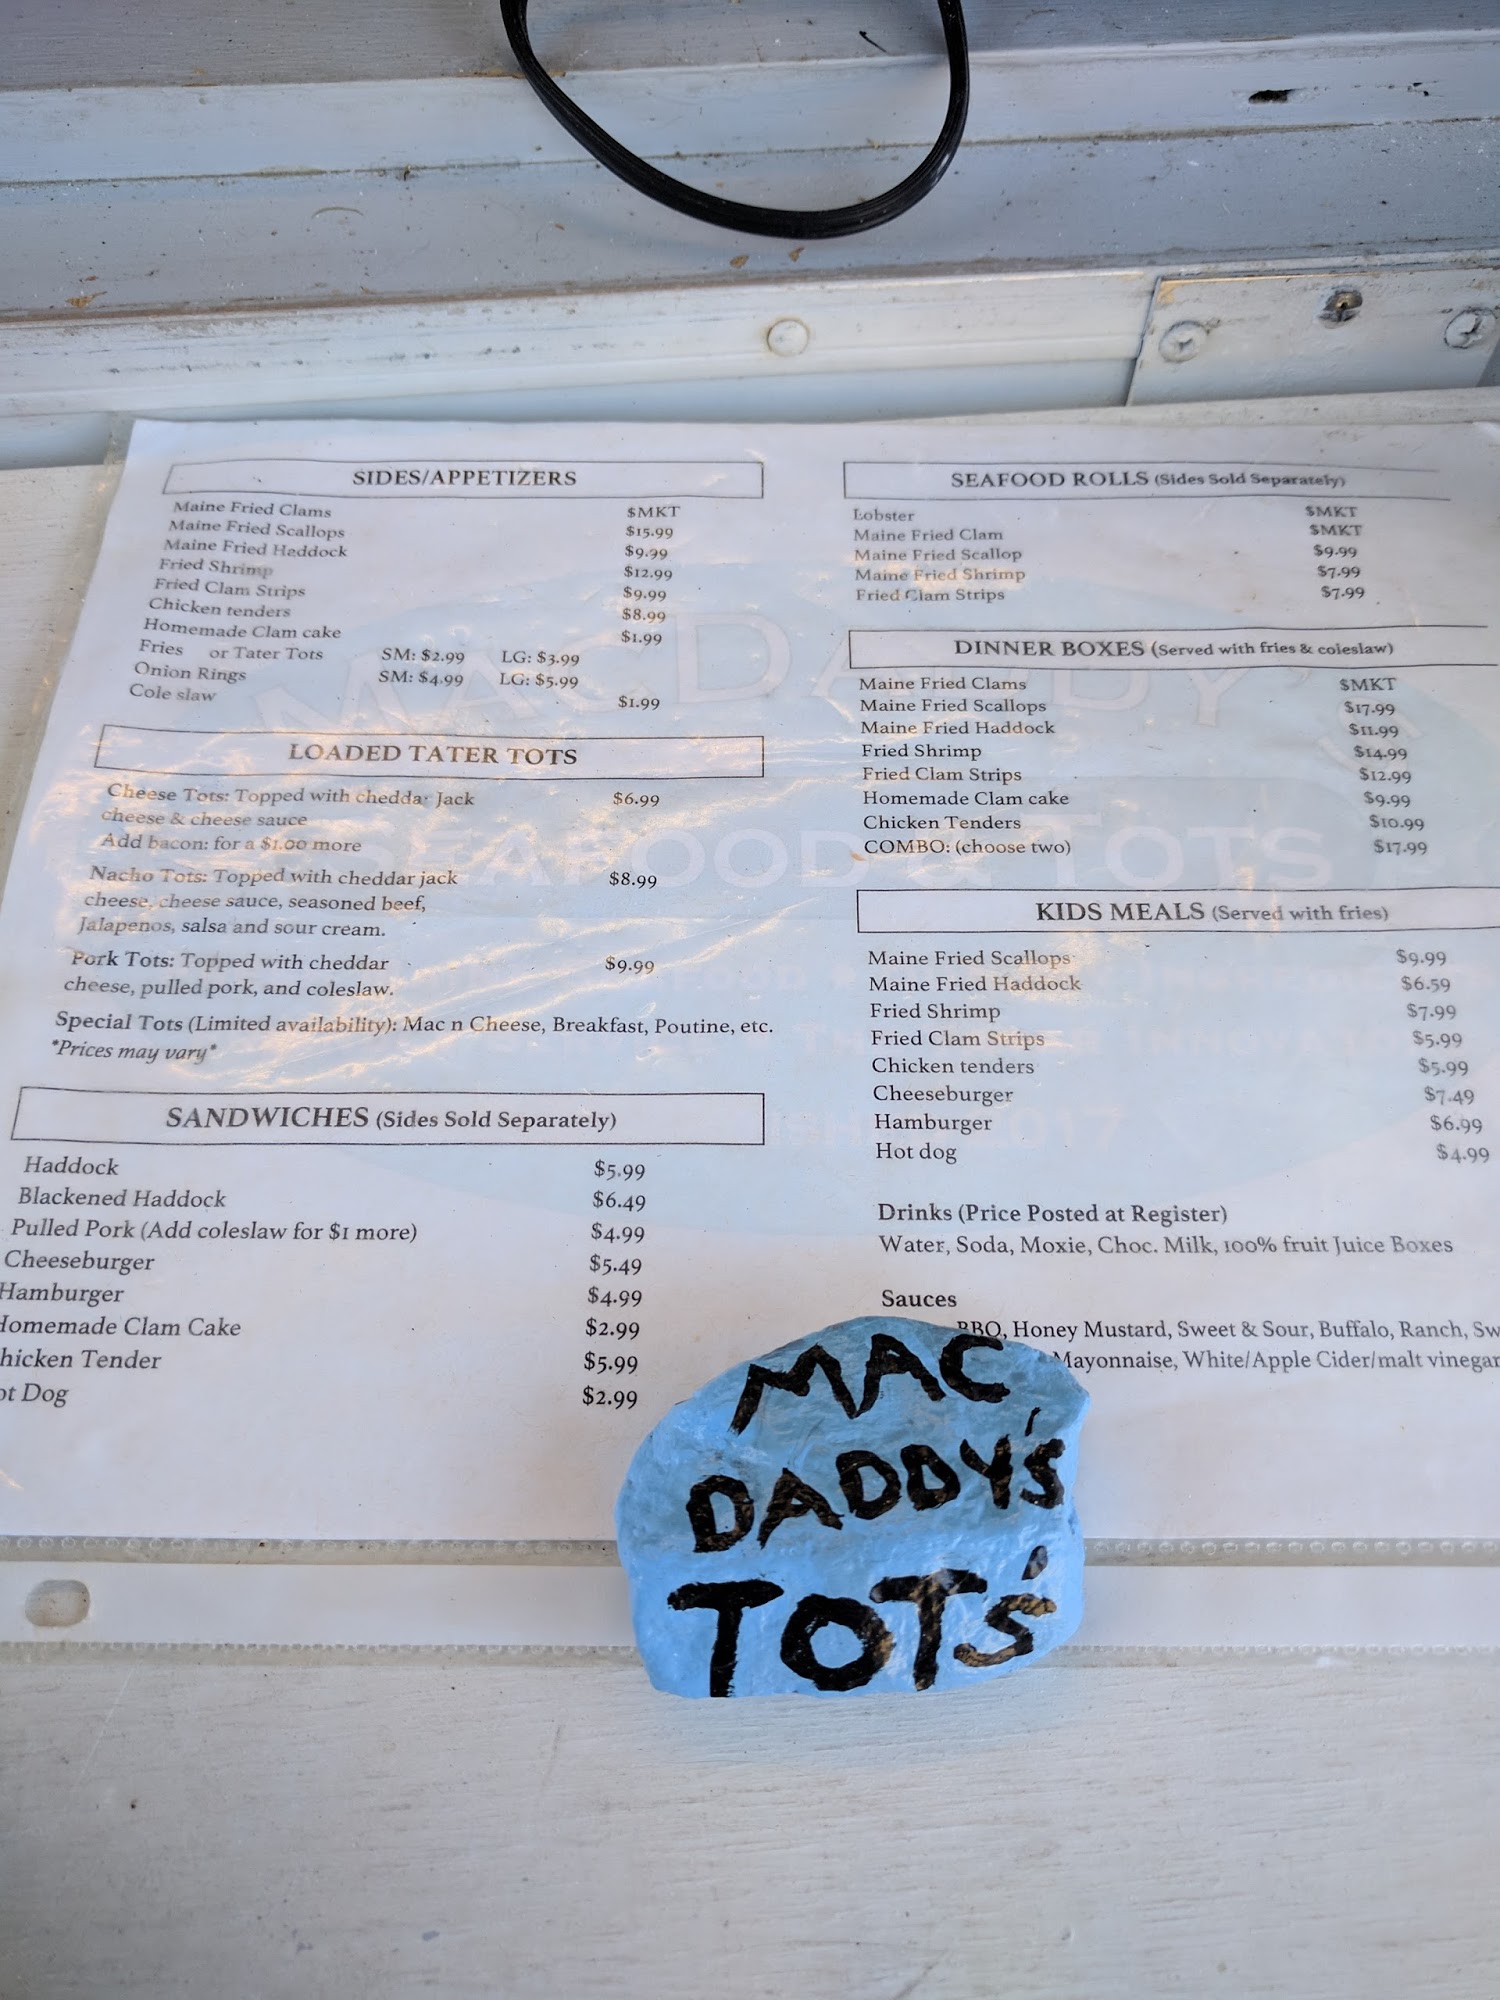 SIDES/APPETIZERS
Maine Fried Clams $MKT
Maine Fried Scallops $15.99
Maine Fried Haddock $9.99
Fried Shrimp $12.99
Fried Clam Strips $9.99
Chicken tenders $8.99
Homemade Clam cake $1.99
Fries or Tater Tots SM: $2.99 LG: $3.99
Onion Rings SM: $4.99 LG: $5.99
Cole slaw $1.99
LOADED TATER TOTS
Cheese Tots: Topped with cheddar Jack $6.99
cheese & cheese sauce
Add bacon: for a $1.00 more
Nacho Tots: Topped with cheddar jack $8.99
cheese, cheese sauce, seasoned beef,
Jalapenos, salsa and sour cream.
Pork Tots: Topped with cheddar $9.99
cheese, pulled pork, and coleslaw.
Special Tots (Limited availability): Mac n Cheese, Breakfast, Poutine, etc.
*Prices may vary*
SANDWICHES (Sides Sold Separately)
Haddock $5.99
Blackened Haddock $6.49
Pulled Pork (Add coleslaw for $1 more) $4.99
Cheeseburger $5.49
Hamburger $4.99
Homemade Clam Cake $2.99
hicken Tender $5.99
ot Dog $2.99
SEAFOOD ROLLS (Sides Sold Separately)
Lobster $MKT
Maine Fried Clam $MKT
Maine Fried Scallop $9.99
Maine Fried Shrimp $7.99
Fried Clam Strips $7.99
DINNER BOXES (Served with fries & coleslaw)
Maine Fried Clams $MKT
Maine Fried Scallops $17.99
Maine Fried Haddock $11.99
Fried Shrimp $14.99
Fried Clam Strips $12.99
Homemade Clam cake $9.99
Chicken Tenders $10.99
COMBO: (choose two) $17.99
KIDS MEALS (Served with fries)
Maine Fried Scallops $9.99
Maine Fried Haddock $6.59
Fried Shrimp $7.99
Fried Clam Strips $5.99
Chicken tenders $5.99
Cheeseburger $7.49
Hamburger $6.99
Hot dog $4.99
Drinks (Price Posted at Register)
Water, Soda, Moxie, Choc. Milk, 100% fruit Juice Boxes
Sauces
BBQ, Honey Mustard, Sweet & Sour, Buffalo, Ranch, Sw
Mayonnaise, White/Apple Cider/malt vinegar
MAC DADDY'S
SEAFOOD & TOTS
MAC
DADDY'S
TOT'S